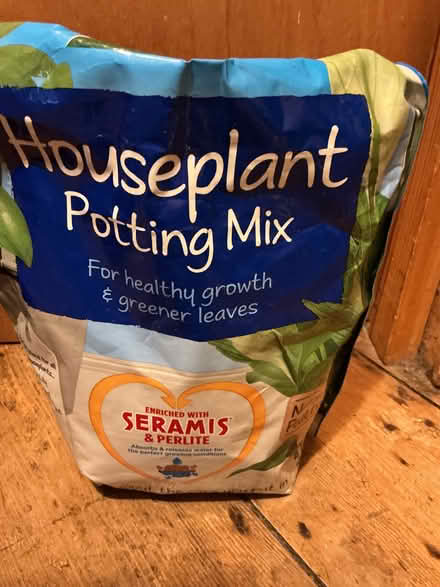 Houseplant
Potting Mix
For healthy growth
& greener leaves
ENRICHED WITH
SERAMIS
& PERLITE
Absorbs & releases water for
the perfect growing conditions